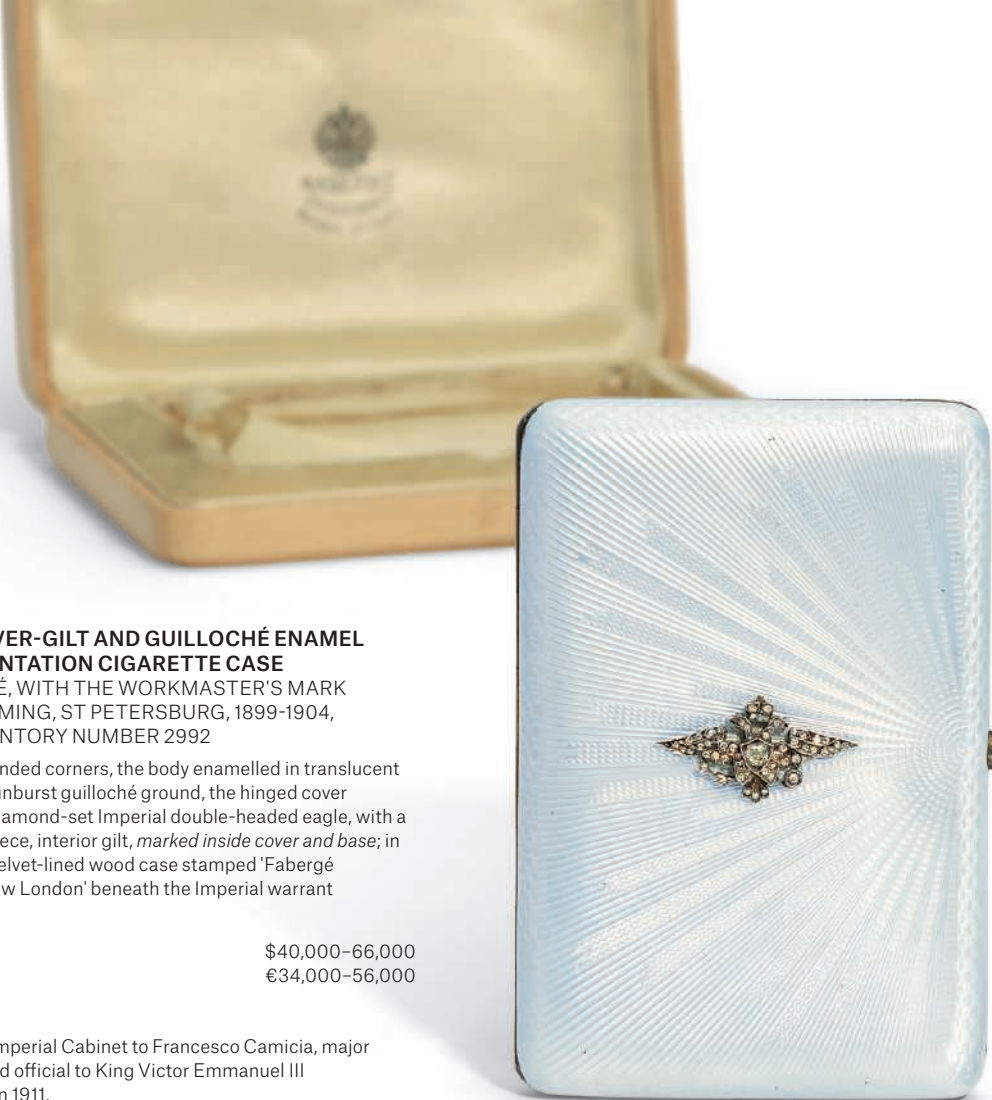 VER-GILT AND GUILLOCHÉ ENAMEL
NTATION CIGARETTE CASE
É, WITH THE WORKMASTER'S MARK
MING, ST PETERSBURG, 1899-1904,
NTORY NUMBER 2992
nded corners, the body enamelled in translucent
nburst guilloché ground, the hinged cover
amond-set Imperial double-headed eagle, with a
ece, interior gilt, marked inside cover and base; in
elvet-lined wood case stamped 'Fabergé
w London' beneath the Imperial warrant
$40,000–66,000
€34,000–56,000
mperial Cabinet to Francesco Camicia, major
d official to King Victor Emmanuel III
n 1911.